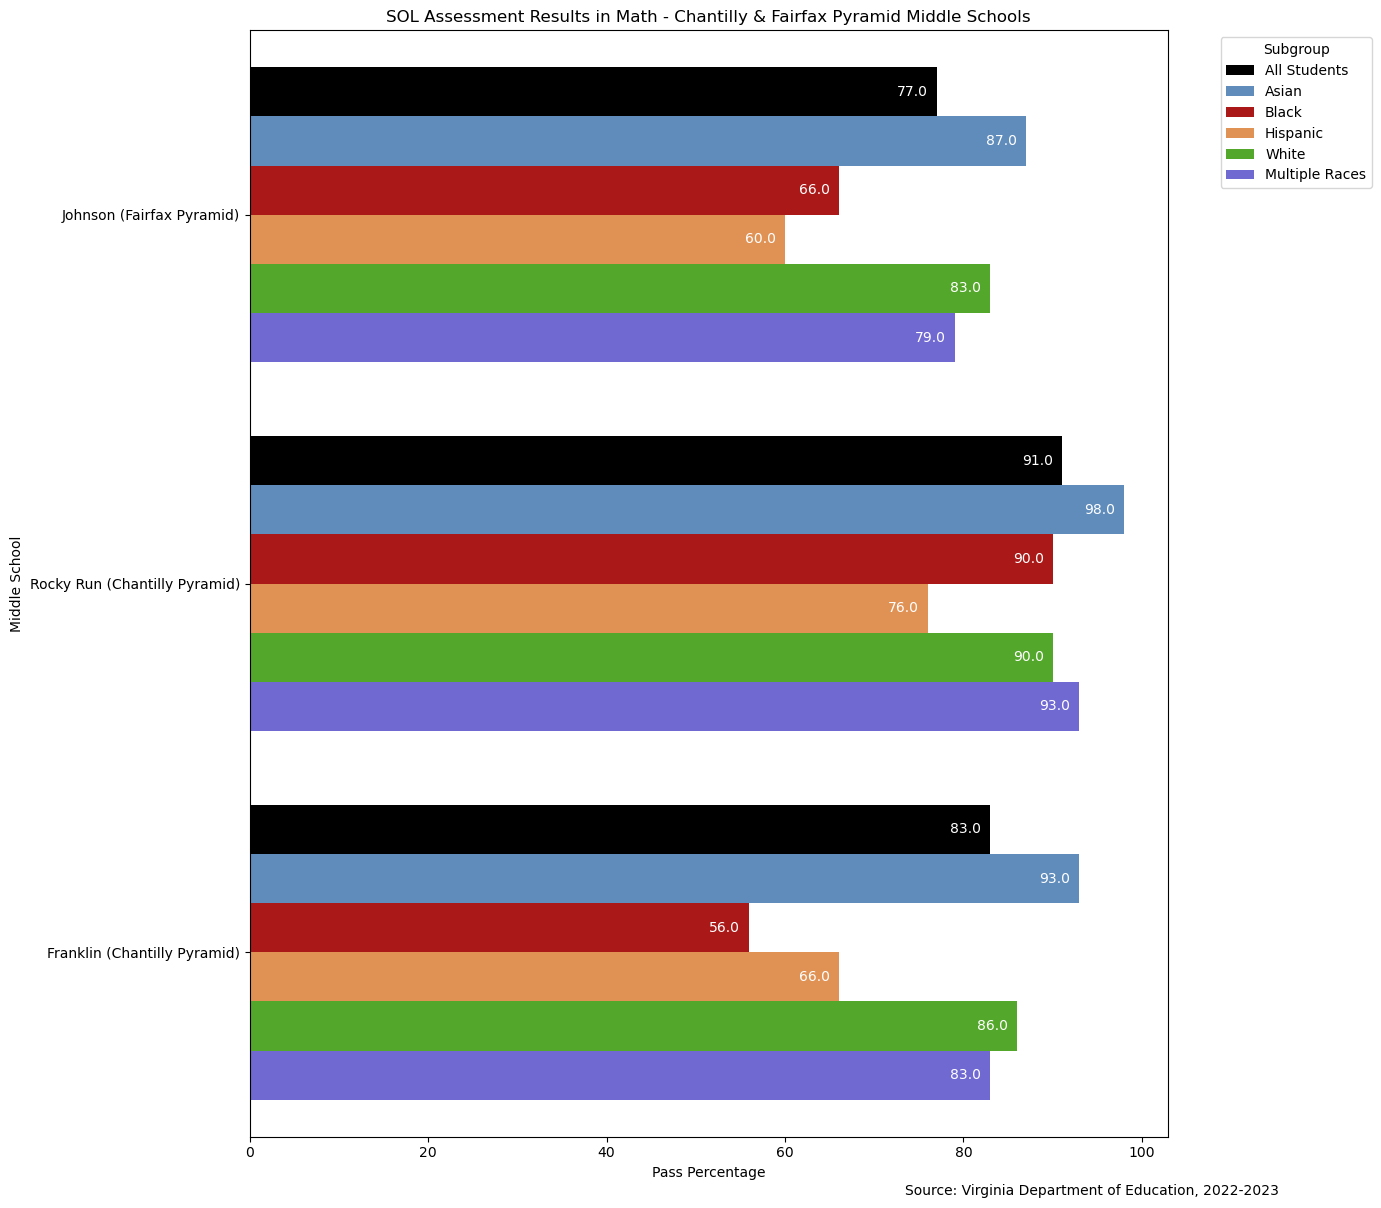 SOL Assessment Results in Math - Chantilly & Fairfax Pyramid Middle Schools
Subgroup
All Students
Asian
Black
Hispanic
White
Multiple Races
Middle School
Johnson (Fairfax Pyramid)
77.0
87.0
66.0
60.0
83.0
79.0
Rocky Run (Chantilly Pyramid)
91.0
98.0
90.0
76.0
90.0
93.0
Franklin (Chantilly Pyramid)
83.0
93.0
56.0
66.0
86.0
83.0
0 20 40 60 80 100
Pass Percentage
Source: Virginia Department of Education, 2022-2023